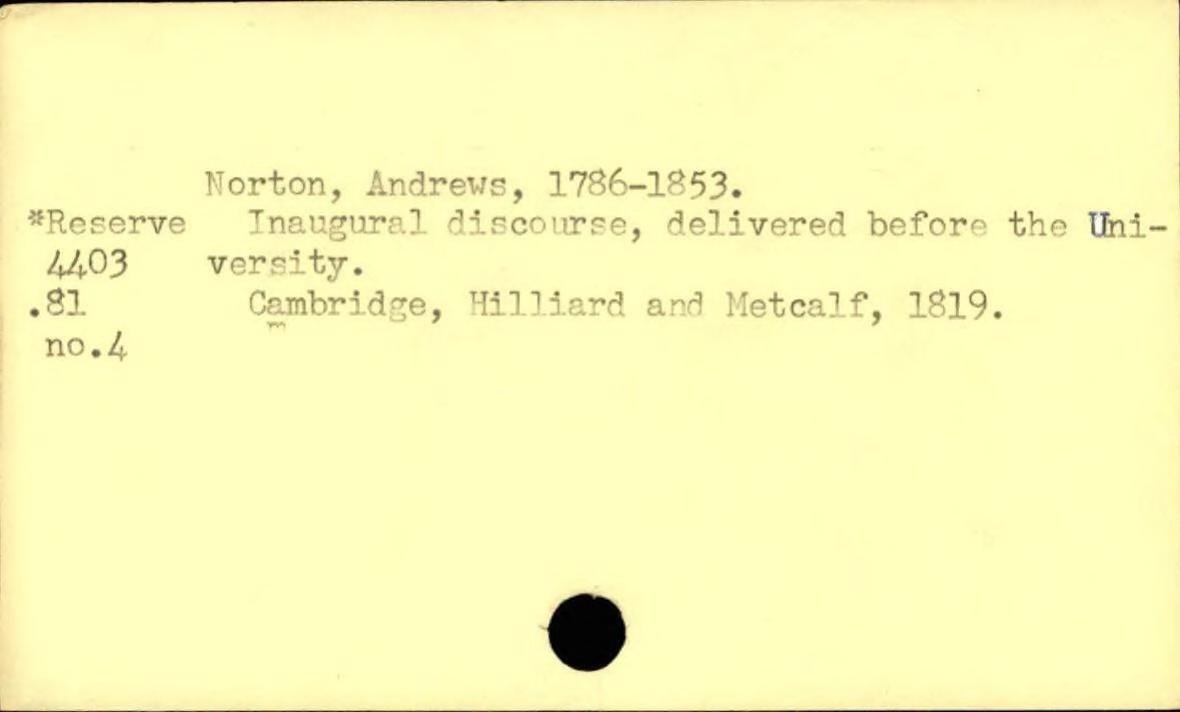 Norton, Andrews, 1786-1853.
*Reserve Inaugural discourse, delivered before the Uni-
4403 versity.
.81 Cambridge, Hilliard and Metcalf, 1819.
no.4